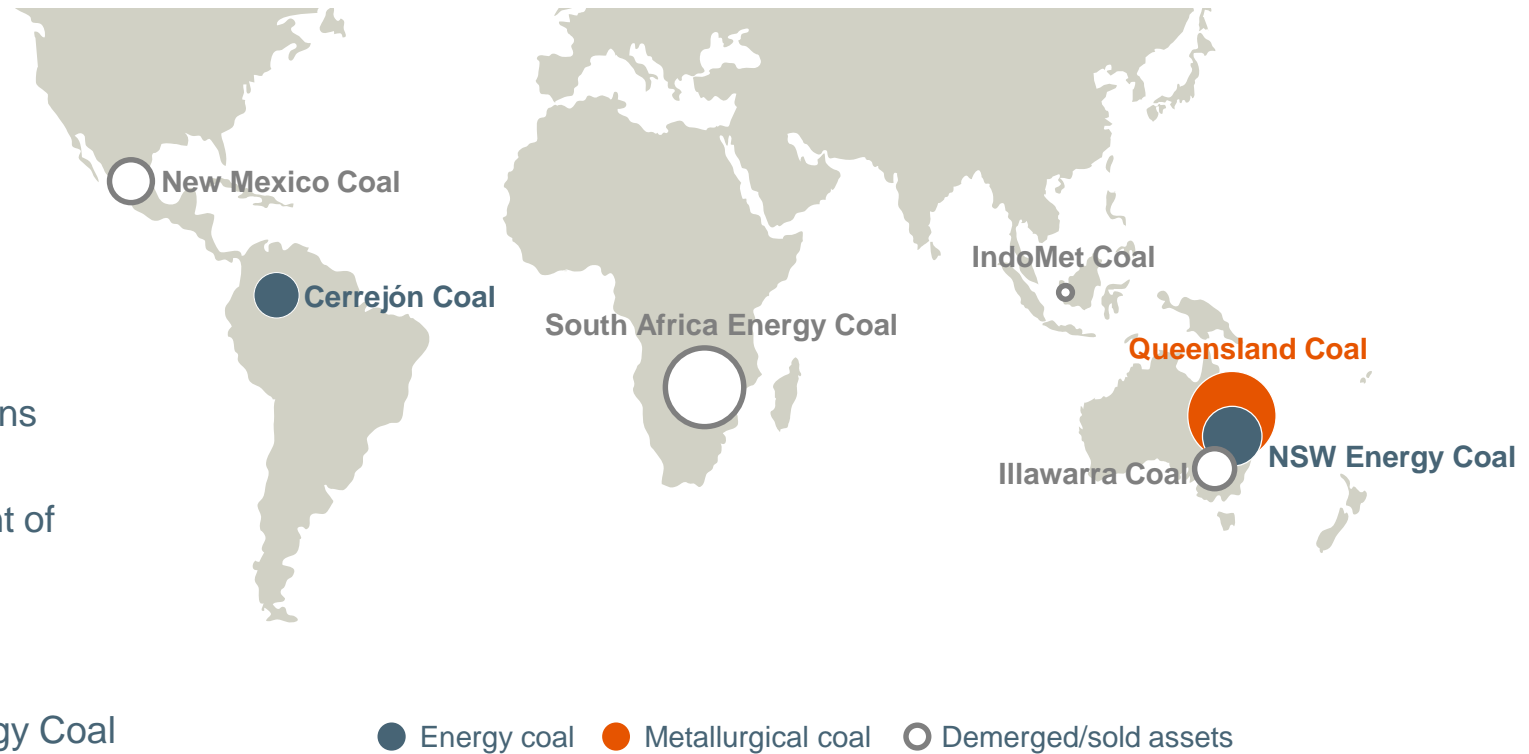 New Mexico Coal
IndoMet Coal
Cerrejón Coal
South Africa Energy Coal
Queensland Coal
ns
NSW Energy Coal
Illawarra Coal
t of
gy Coal
Energy coal Metallurgical coal Demerged/sold assets